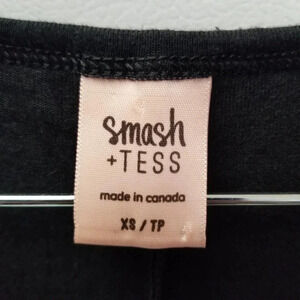 smash
+TESS
made in canada
XS / TP